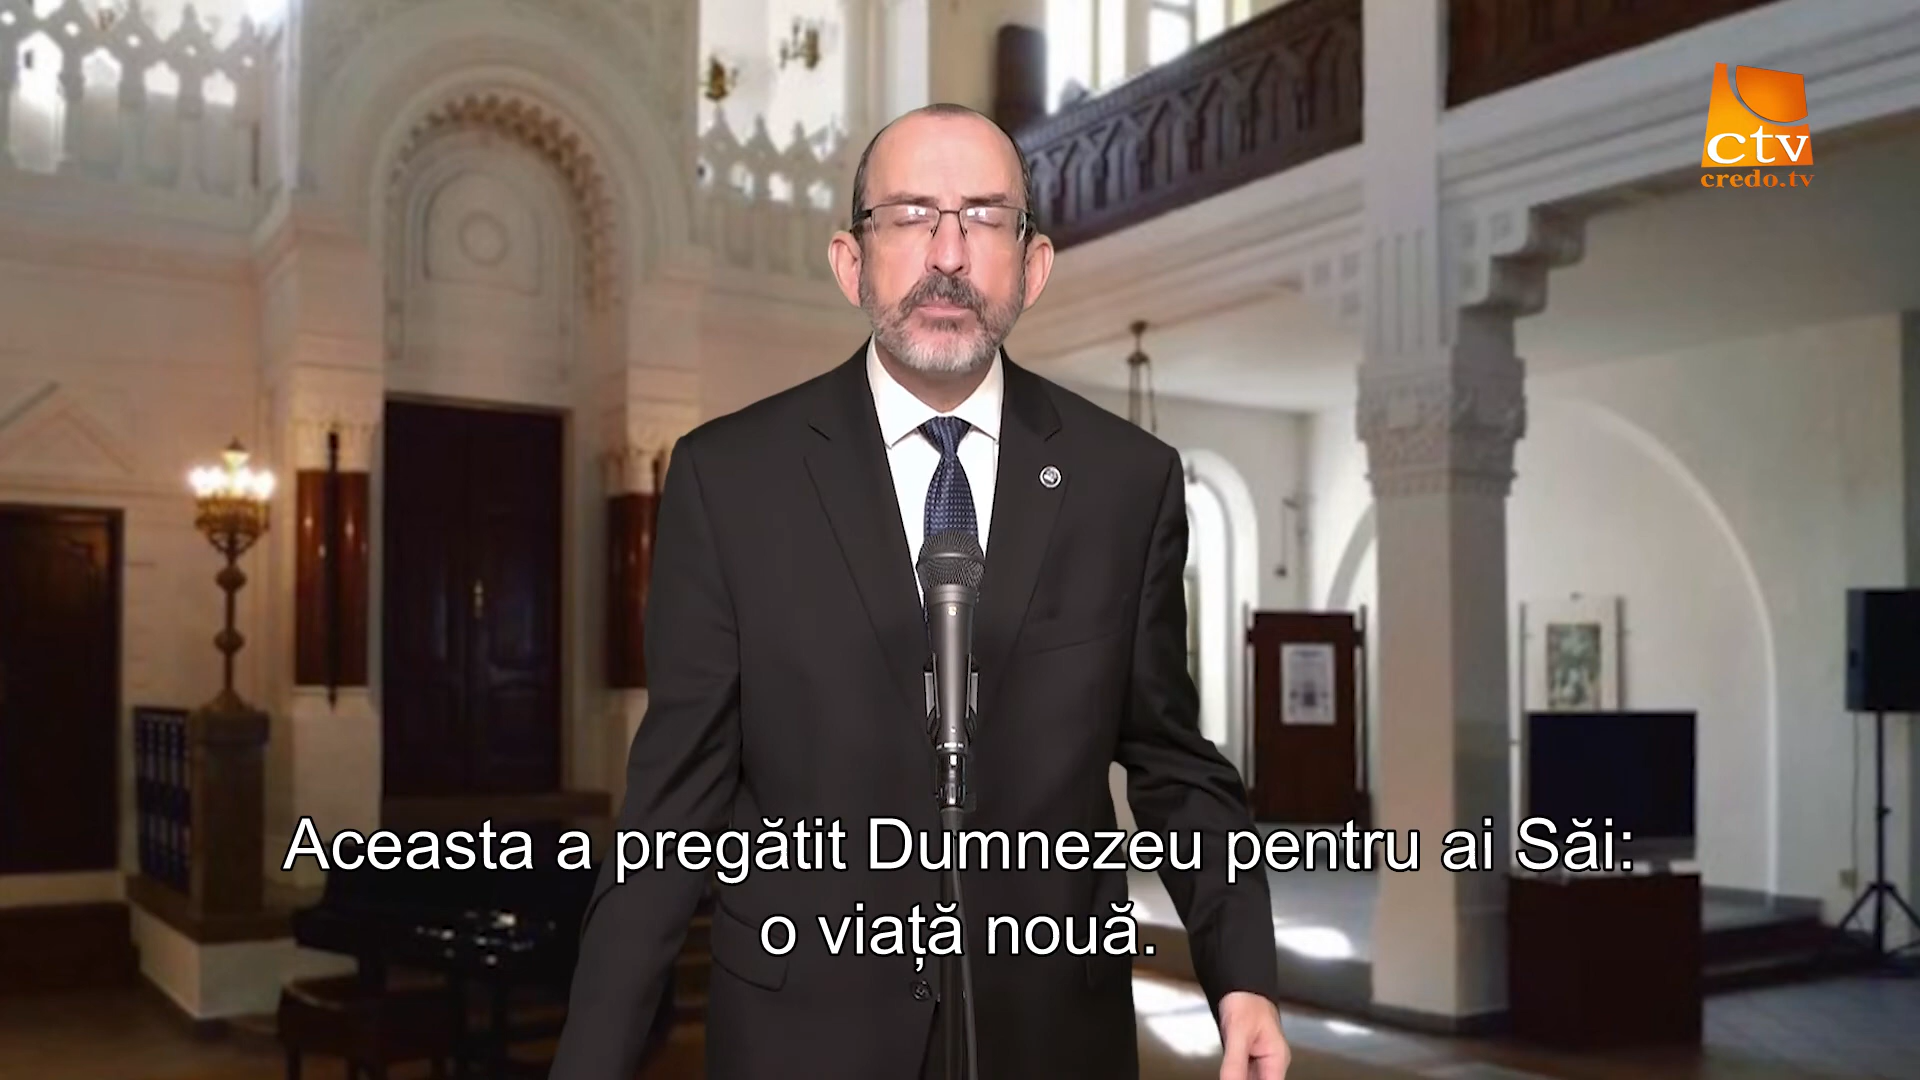 ctv
credo.tv
Aceasta a pregătit Dumnezeu pentru ai Săi:
o viață nouă.